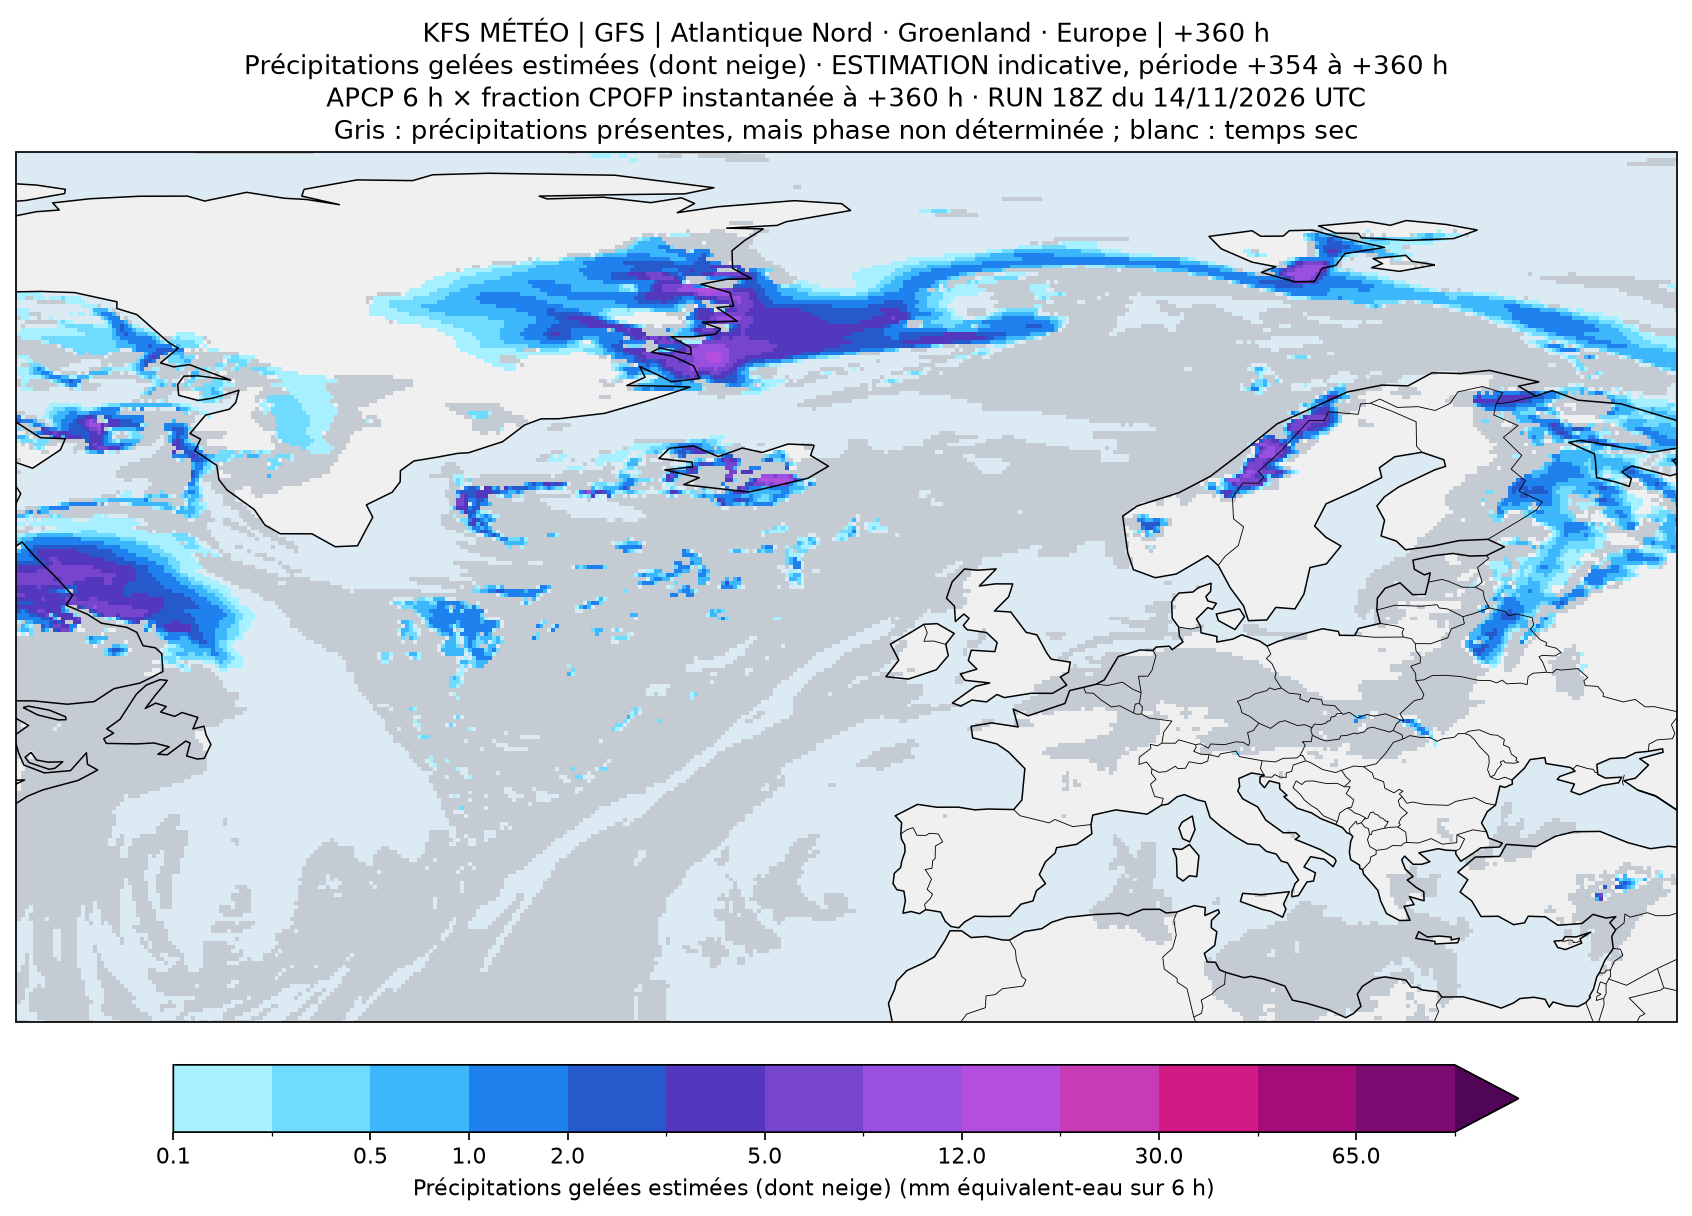 KFS MÉTÉO | GFS | Atlantique Nord · Groenland · Europe | +360 h
Précipitations gelées estimées (dont neige) · ESTIMATION indicative, période +354 à +360 h
APCP 6 h × fraction CPOFP instantanée à +360 h · RUN 18Z du 14/11/2026 UTC
Gris : précipitations présentes, mais phase non déterminée ; blanc : temps sec
0.1 0.5 1.0 2.0 5.0 12.0 30.0 65.0
Précipitations gelées estimées (dont neige) (mm équivalent-eau sur 6 h)